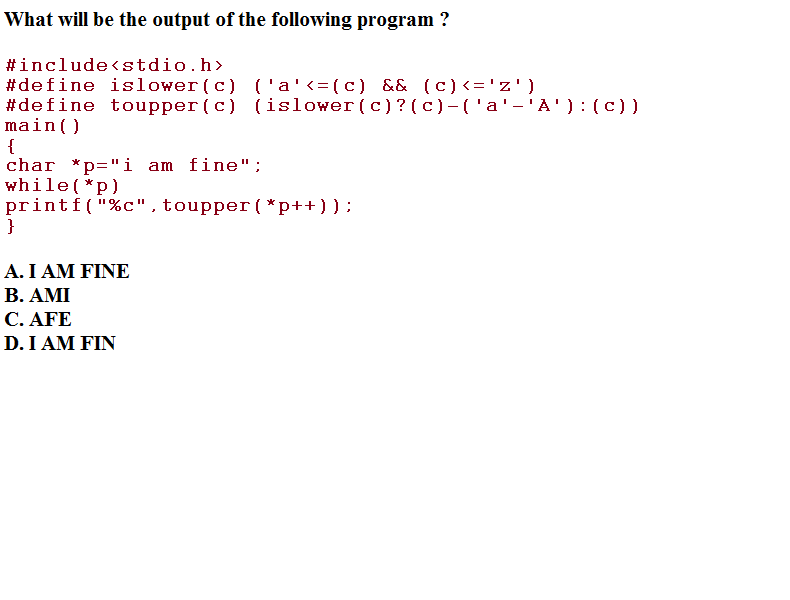 What will be the output of the following program ?
#include<stdio.h>
#define islower(c) ('a'<=(c) && (c)<='z')
#define toupper(c) (islower(c)?(c)-('a'-'A'):(c))
main()
{
char *p="i am fine";
while(*p)
printf("%c",toupper(*p++));
}
A. I AM FINE
B. AMI
C. AFE
D. I AM FIN